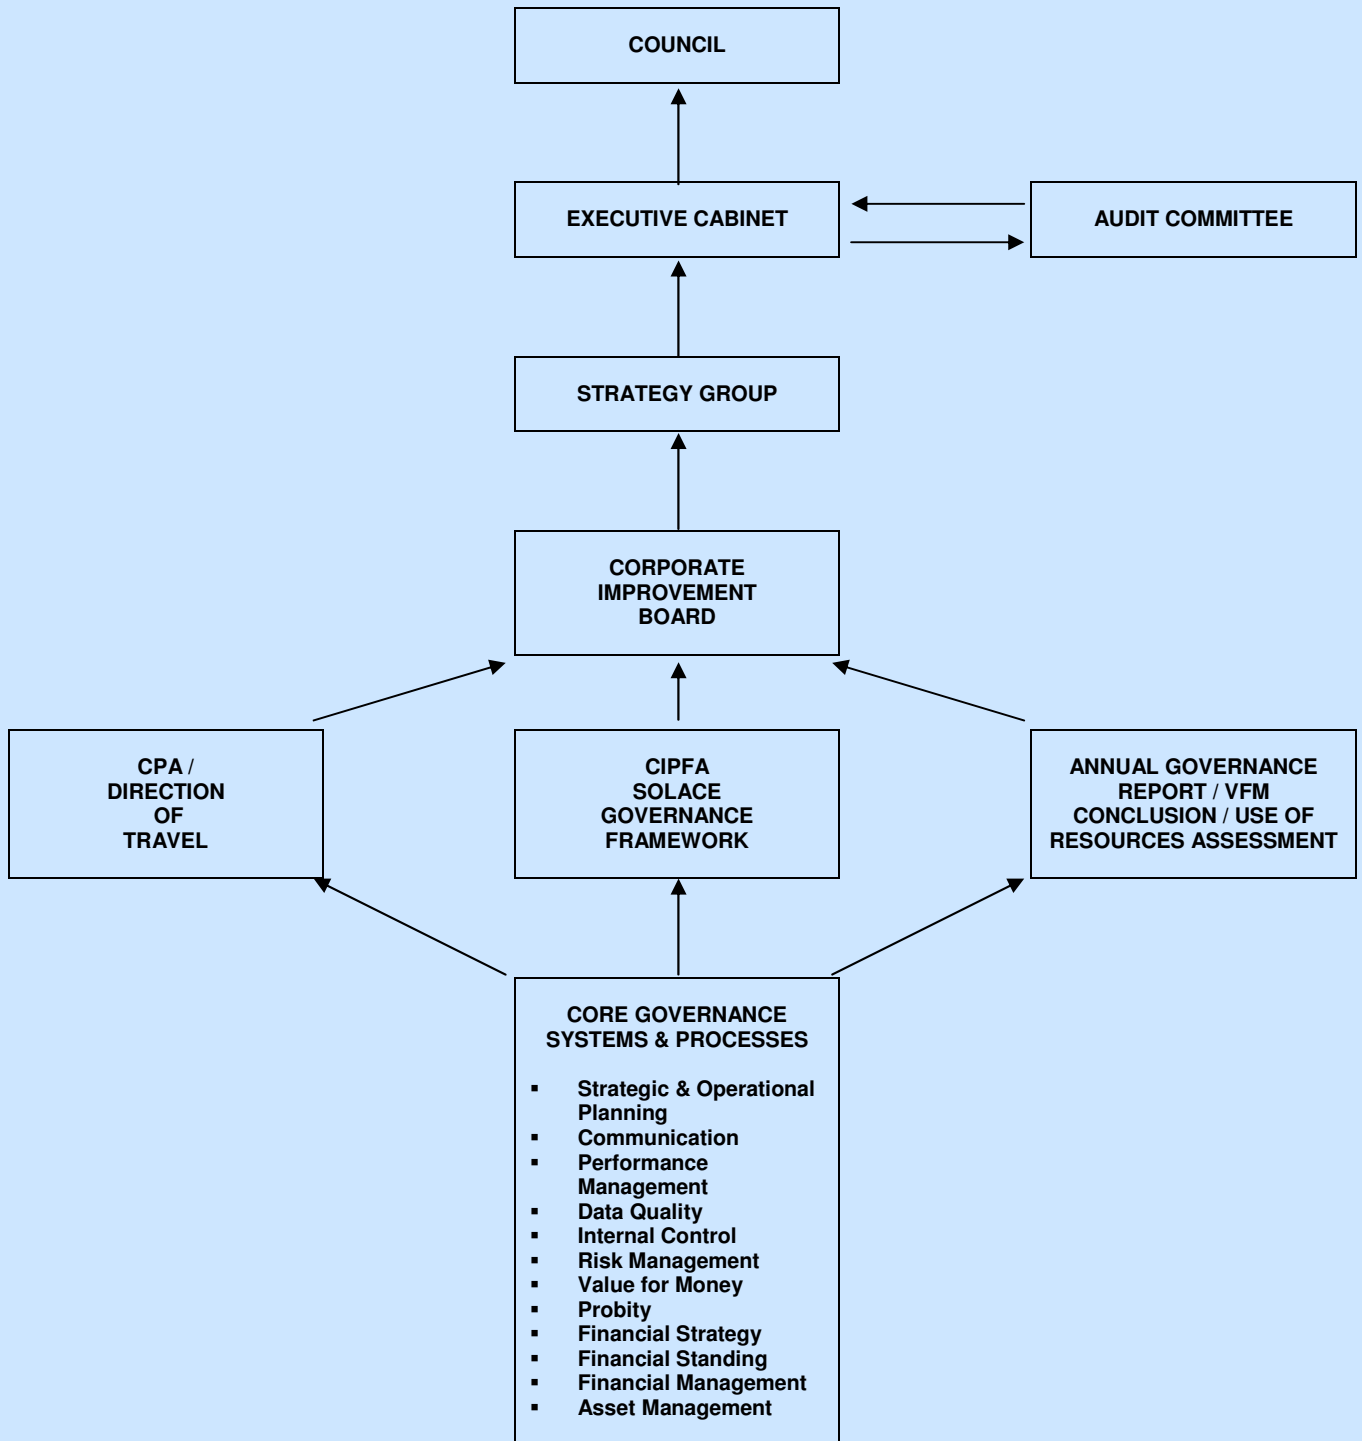 COUNCIL
EXECUTIVE CABINET
AUDIT COMMITTEE
STRATEGY GROUP
CORPORATE
IMPROVEMENT
BOARD
CPA /
DIRECTION
OF
TRAVEL
CIPFA
SOLACE
GOVERNANCE
FRAMEWORK
ANNUAL GOVERNANCE
REPORT / VFM
CONCLUSION / USE OF
RESOURCES ASSESSMENT
CORE GOVERNANCE
SYSTEMS & PROCESSES
▪ Strategic & Operational
Planning
▪ Communication
▪ Performance
Management
▪ Data Quality
▪ Internal Control
▪ Risk Management
▪ Value for Money
▪ Probity
▪ Financial Strategy
▪ Financial Standing
▪ Financial Management
▪ Asset Management